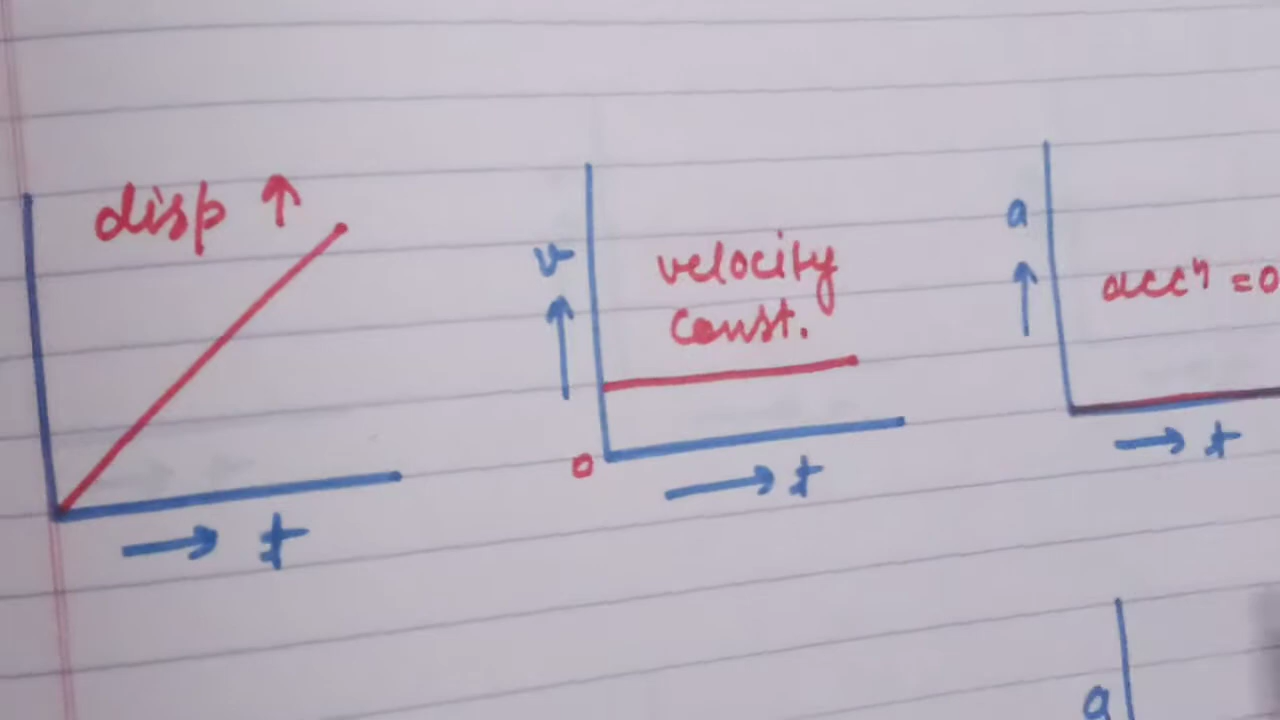 disp ↑
→ t
v ↑
velocity
const.
0
→ t
a ↑
accⁿ = 0
→ t
a